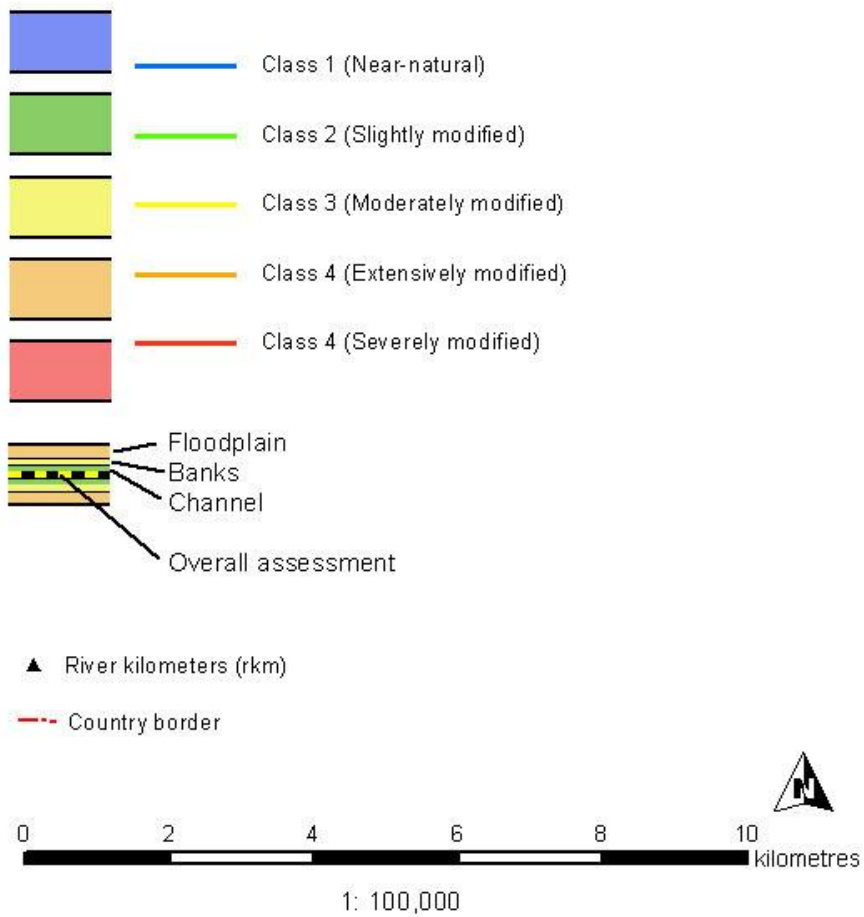 Class 1 (Near-natural)
Class 2 (Slightly modified)
Class 3 (Moderately modified)
Class 4 (Extensively modified)
Class 4 (Severely modified)
Floodplain
Banks
Channel
Overall assessment
River kilometers (rkm)
Country border
N
0 2 4 6 8 10
kilometres
1: 100,000